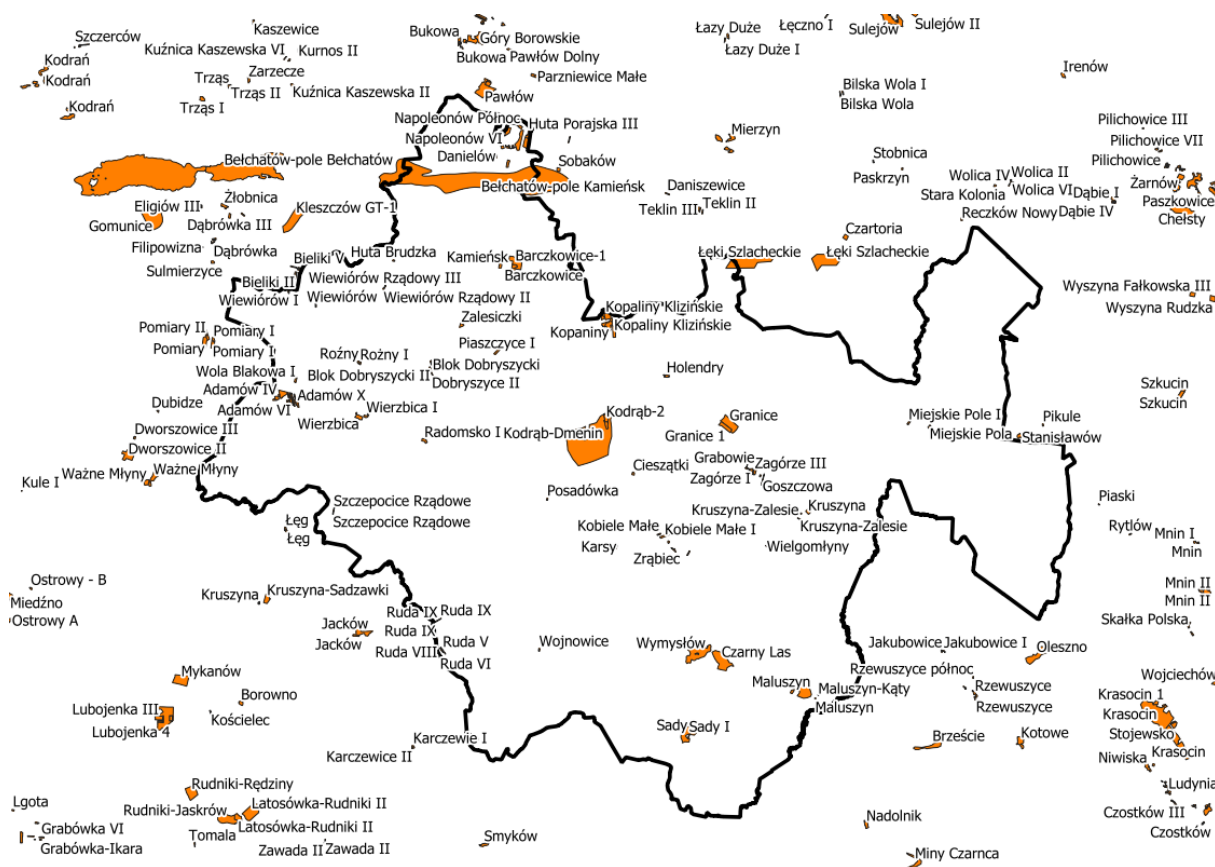 Kaszewice
Szczerców
Kuźnica Kaszewska VI
Kurnos II
Bukowa
Góry Borowskie
Bukowa
Pawłów Dolny
Łazy Duże
Łęczno I
Sulejów II
Sulejów
Łazy Duże I
Kodrań
Kodrań
Trząs
Zarzecze
Trząs II
Kuźnica Kaszewska II
Parzniewice Małe
Pawłów
Irenów
Bilska Wola I
Bilska Wola
Kodrań
Trząs I
Napoleonów Północ
Huta Porajska III
Napoleonów VI
Danielów
Mierzyn
Pilichowice III
Pilichowice VII
Pilichowice
Bełchatów-pole Bełchatów
Sobaków
Bełchatów-pole Kamieńsk
Stobnica
Paskrzyn
Wolica IV
Wolica II
Wolica VI
Dąbie I
Żarnów
Stara Kolonia
Paszkowice
Daniszewice
Teklin III
Teklin II
Reczków Nowy
Dąbie IV
Chełsty
Żłobnica
Eligiów III
Gomunice
Dąbrówka III
Kleszczów GT-1
Czartoria
Filipowizna
Dąbrówka
Sulmierzyce
Bieliki V
Huta Brudzka
Kamieńsk
Barczkowice-1
Barczkowice
Łęki Szlacheckie
Łęki Szlacheckie
Bieliki II
Wiewiórów Rządowy III
Wiewiórów I
Wiewiórów
Wiewiórów Rządowy II
Wyszyna Fałkowska III
Wyszyna Rudzka
Zalesiczki
Kopaliny Klizińskie
Kopaniny
Kopaliny Klizińskie
Pomiary II
Pomiary I
Pomiary
Pomiary I
Roźny
Rożny I
Piaszczyce I
Blok Dobryszycki
Wola Blakowa I
Blok Dobryszycki II
Dobryszyce II
Holendry
Adamów IV
Adamów X
Adamów VI
Dubidze
Wierzbica I
Wierzbica
Szkucin
Szkucin
Kodrąb-2
Granice
Miejskie Pole I
Pikule
Dworszowice III
Dworszowice II
Radomsko I
Kodrąb-Dmenin
Granice 1
Miejskie Pola
Stanisławów
Kule I
Ważne Młyny
Ważne Młyny
Cieszątki
Grabowie
Zagórze III
Zagórze I
Goszczowa
Posadówka
Piaski
Szczepocice Rządowe
Szczepocice Rządowe
Łęg
Łęg
Kruszyna-Zalesie
Kruszyna
Kruszyna-Zalesie
Kobiele Małe
Kobiele Małe I
Karsy
Zrąbiec
Wielgomłyny
Rytlów
Mnin I
Mnin
Ostrowy - B
Miedźno
Ostrowy A
Kruszyna
Kruszyna-Sadzawki
Mnin II
Mnin II
Skałka Polska
Jacków
Jacków
Ruda IX
Ruda IX
Ruda IX
Ruda V
Ruda VIII
Ruda VI
Wojnowice
Wymysłów
Czarny Las
Jakubowice
Jakubowice I
Oleszno
Rzewuszyce północ
Rzewuszyce
Rzewuszyce
Wojciechów
Mykanów
Maluszyn
Maluszyn-Kąty
Maluszyn
Borowno
Lubojenka III
Kościelec
Lubojenka 4
Krasocin 1
Krasocin
Stojewsko
Krasocin
Sady
Sady I
Karczewie I
Karczewice II
Brzeście
Kotowe
Niwiska
Ludynia
Rudniki-Rędziny
Lgota
Rudniki-Jaskrów
Latosówka-Rudniki II
Latosówka-Rudniki II
Grabówka VI
Grabówka-Ikara
Tomala
Zawada II
Zawada II
Smyków
Nadolnik
Czostków III
Czostków
Miny Czarnca